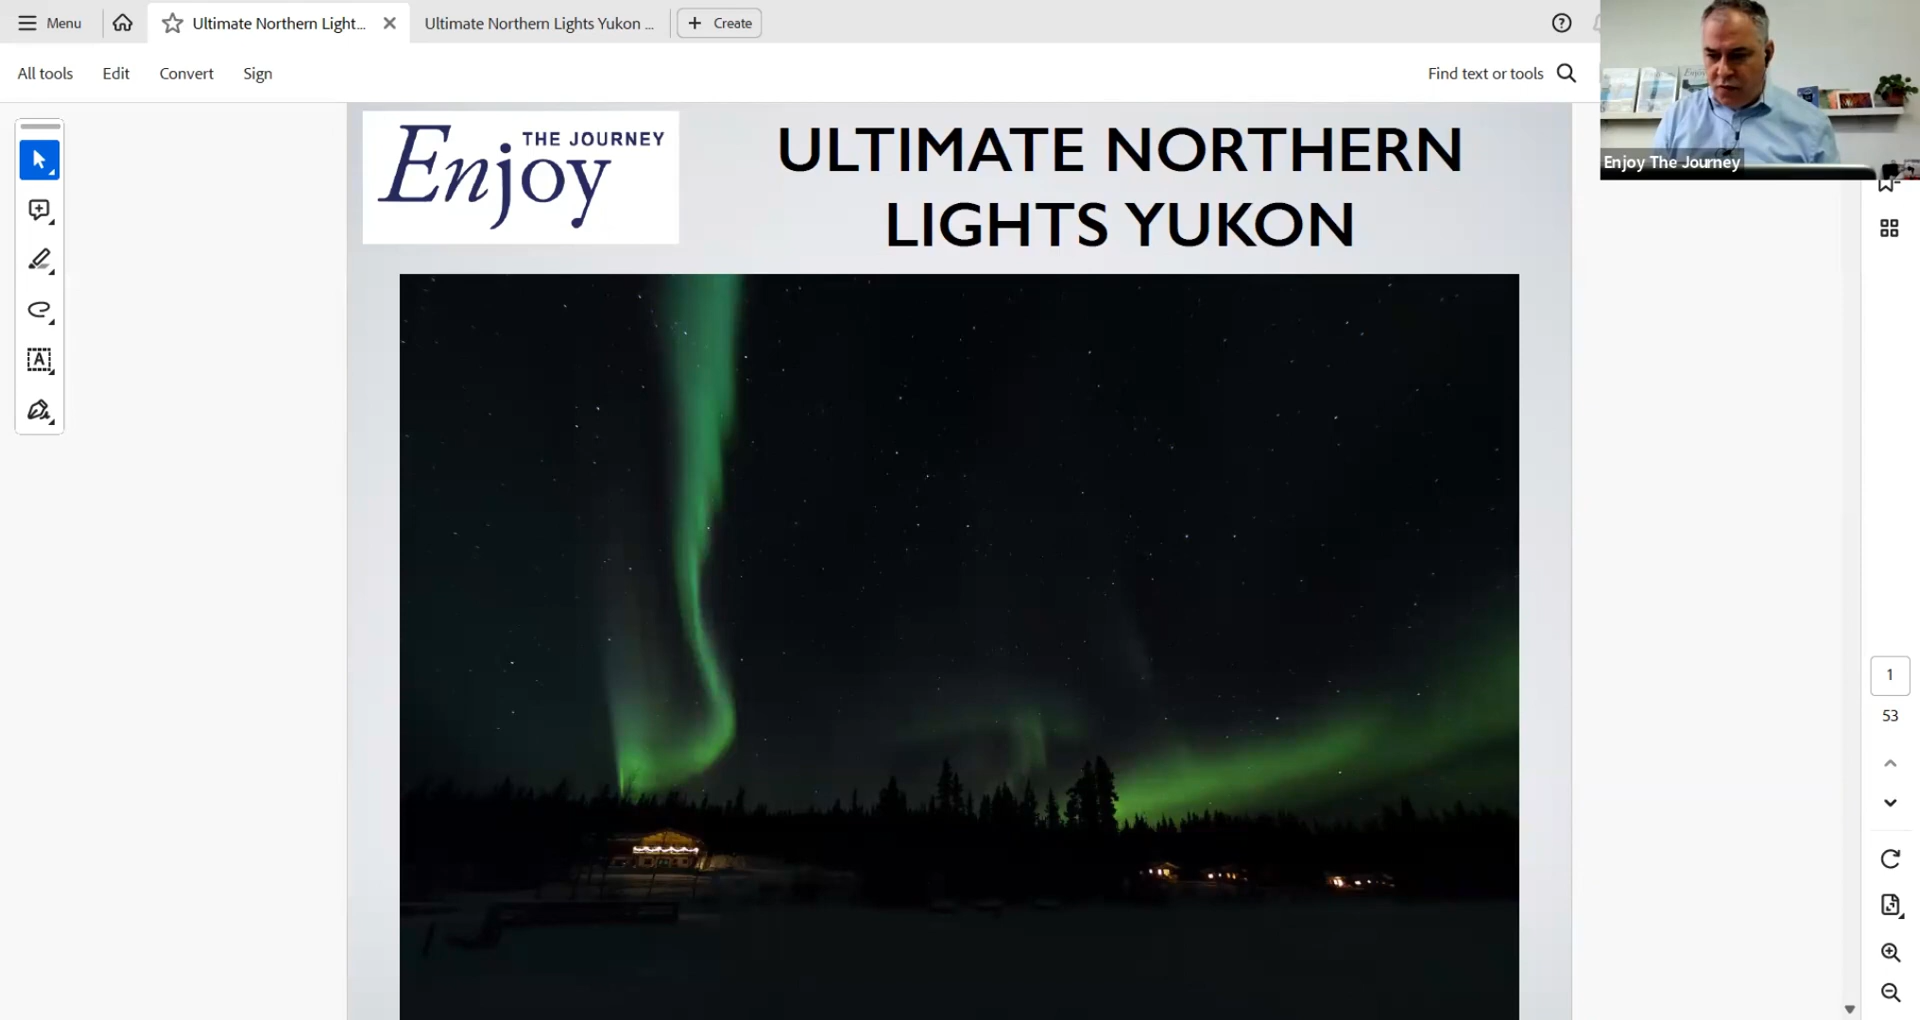 Menu
Ultimate Northern Light...
Ultimate Northern Lights Yukon ...
Create
All tools
Edit
Convert
Sign
Find text or tools
Enjoy The Journey
THE JOURNEY
Enjoy
ULTIMATE NORTHERN
LIGHTS YUKON
A
1
53